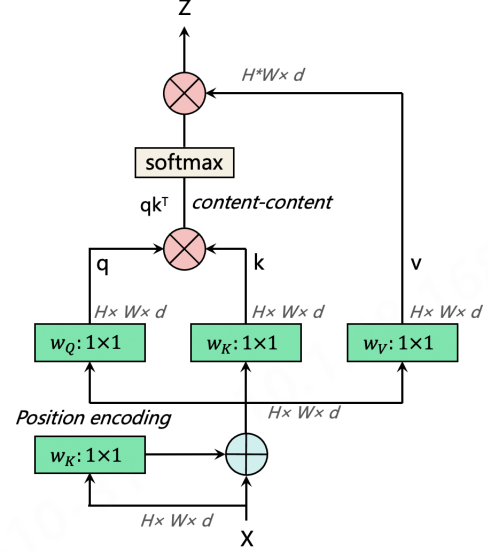 Z
H*W× d
softmax
qkᵀ content-content
q k v
H× W× d H× W× d H× W× d
w_Q: 1×1 w_K: 1×1 w_V: 1×1
H× W× d
Position encoding
w_K: 1×1
H× W× d
X